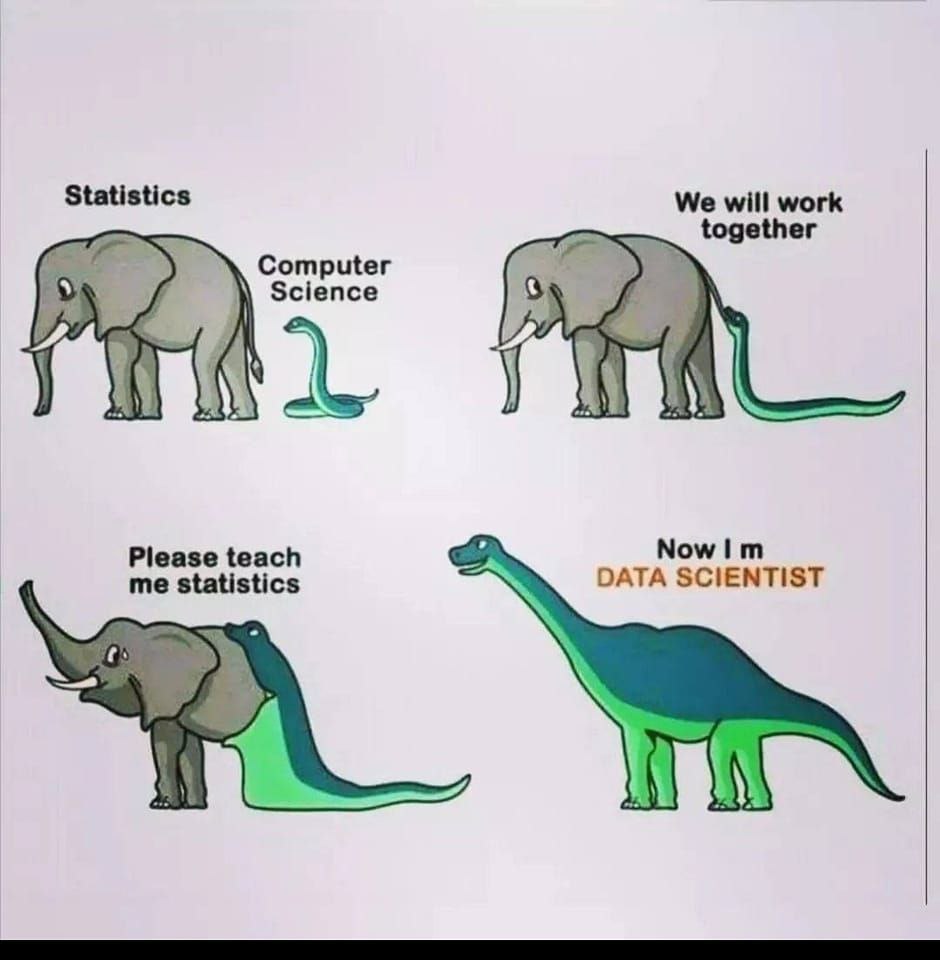 Statistics
Computer
Science
We will work
together
Please teach
me statistics
Now I m
DATA SCIENTIST